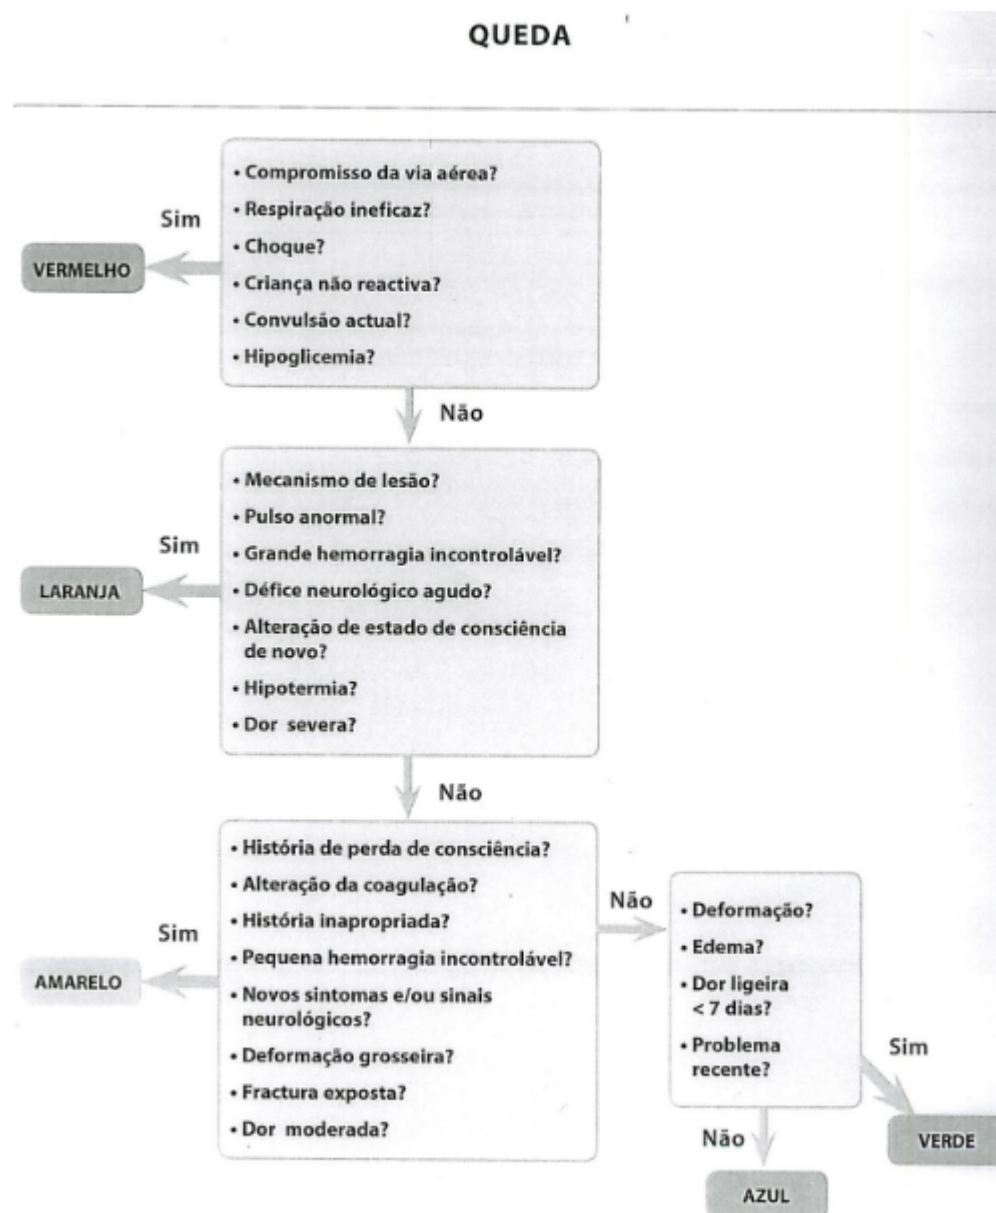 QUEDA
• Compromisso da via aérea?
• Respiração ineficaz?
• Choque?
• Criança não reactiva?
• Convulsão actual?
• Hipoglicemia?
Sim
VERMELHO
Não
• Mecanismo de lesão?
• Pulso anormal?
• Grande hemorragia incontrolável?
• Défice neurológico agudo?
• Alteração de estado de consciência
de novo?
• Hipotermia?
• Dor severa?
Sim
LARANJA
Não
• História de perda de consciência?
• Alteração da coagulação?
• História inapropriada?
• Pequena hemorragia incontrolável?
• Novos sintomas e/ou sinais
neurológicos?
• Deformação grosseira?
• Fractura exposta?
• Dor moderada?
Sim
AMARELO
Não
• Deformação?
• Edema?
• Dor ligeira
< 7 dias?
• Problema
recente?
Sim
VERDE
Não
AZUL